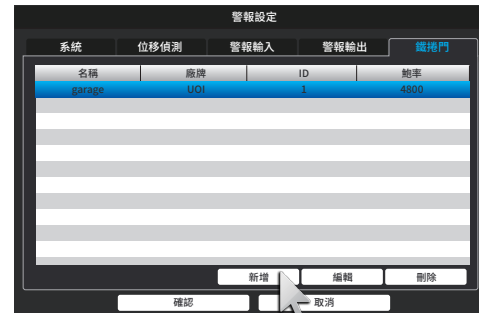 警報設定
系統 位移偵測 警報輸入 警報輸出 鐵捲門
名稱 廠牌 ID 鮑率
garage UOI 1 4800
新增 編輯 刪除
確認 取消